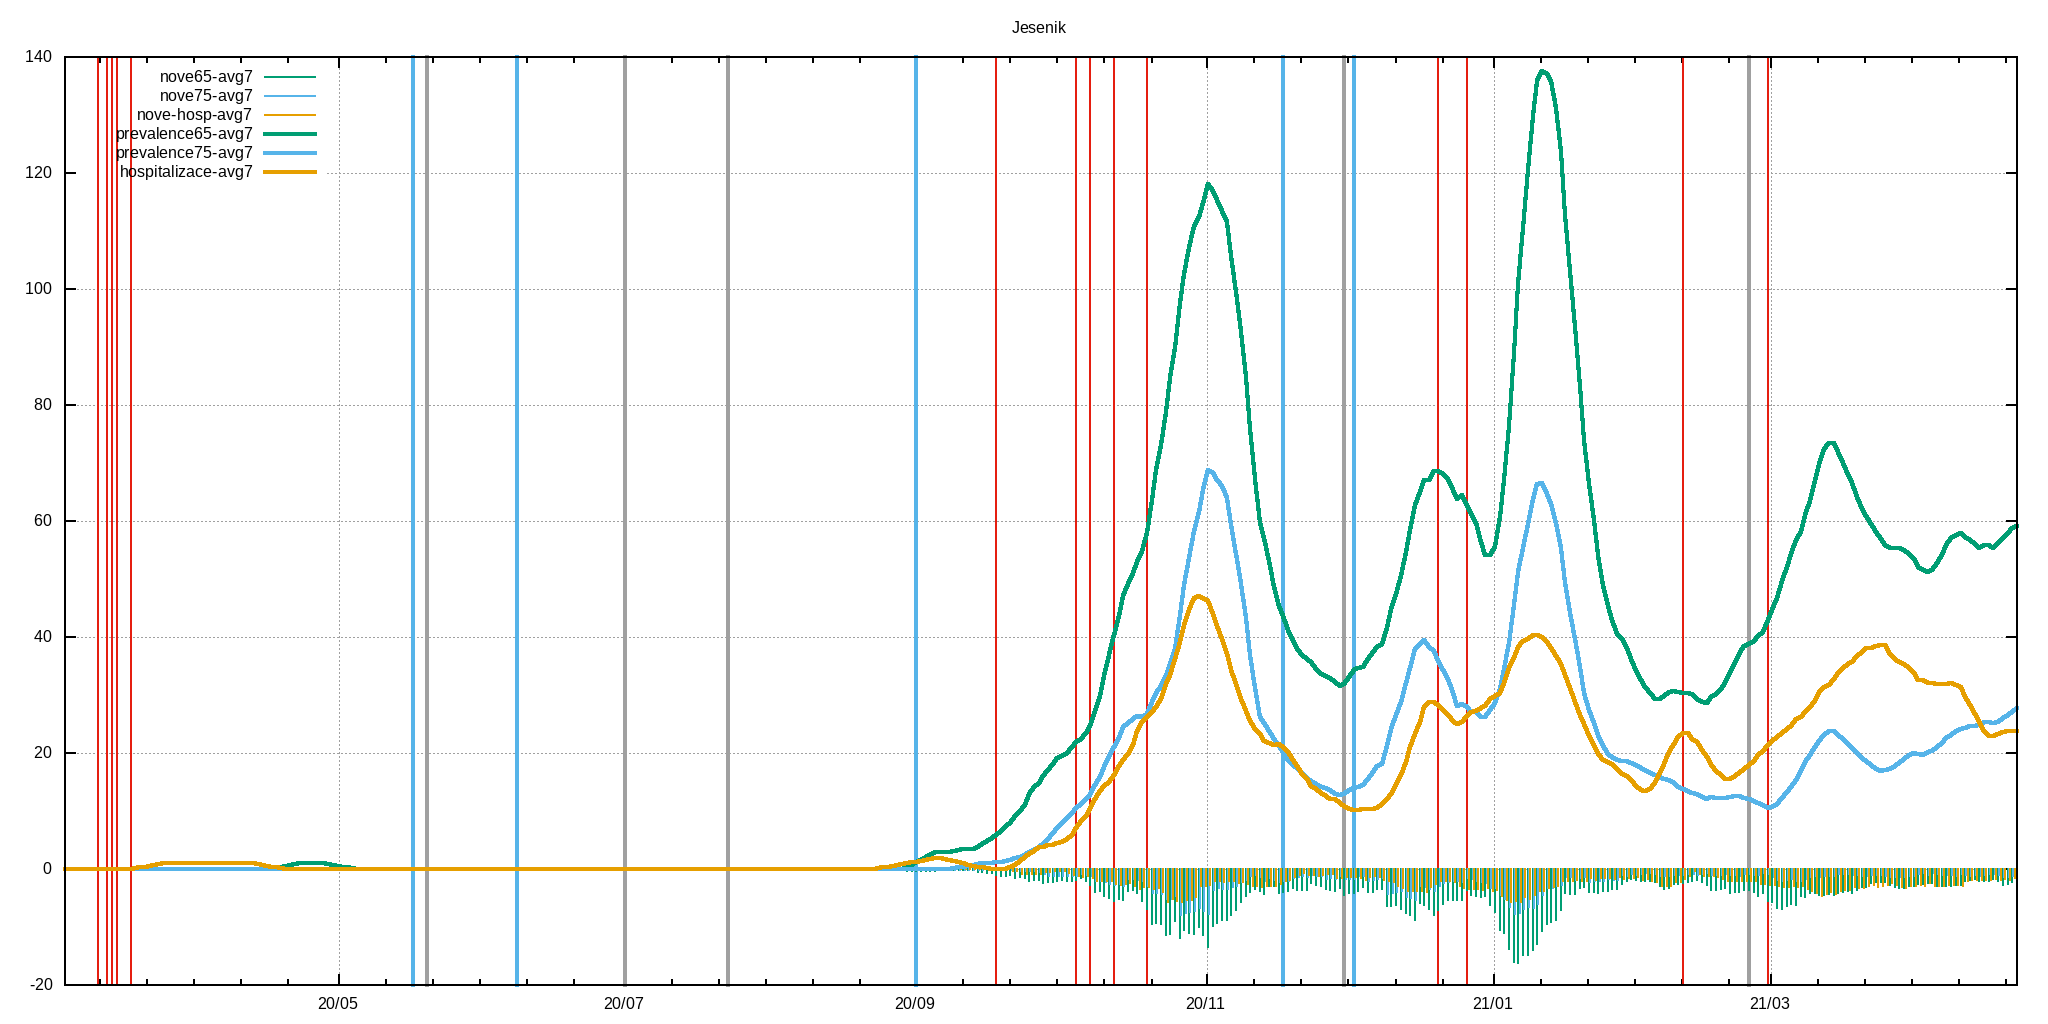 Jesenik
140
120
100
80
60
40
20
0
-20
nove65-avg7
nove75-avg7
nove-hosp-avg7
prevalence65-avg7
prevalence75-avg7
hospitalizace-avg7
20/05 20/07 20/09 20/11 21/01 21/03